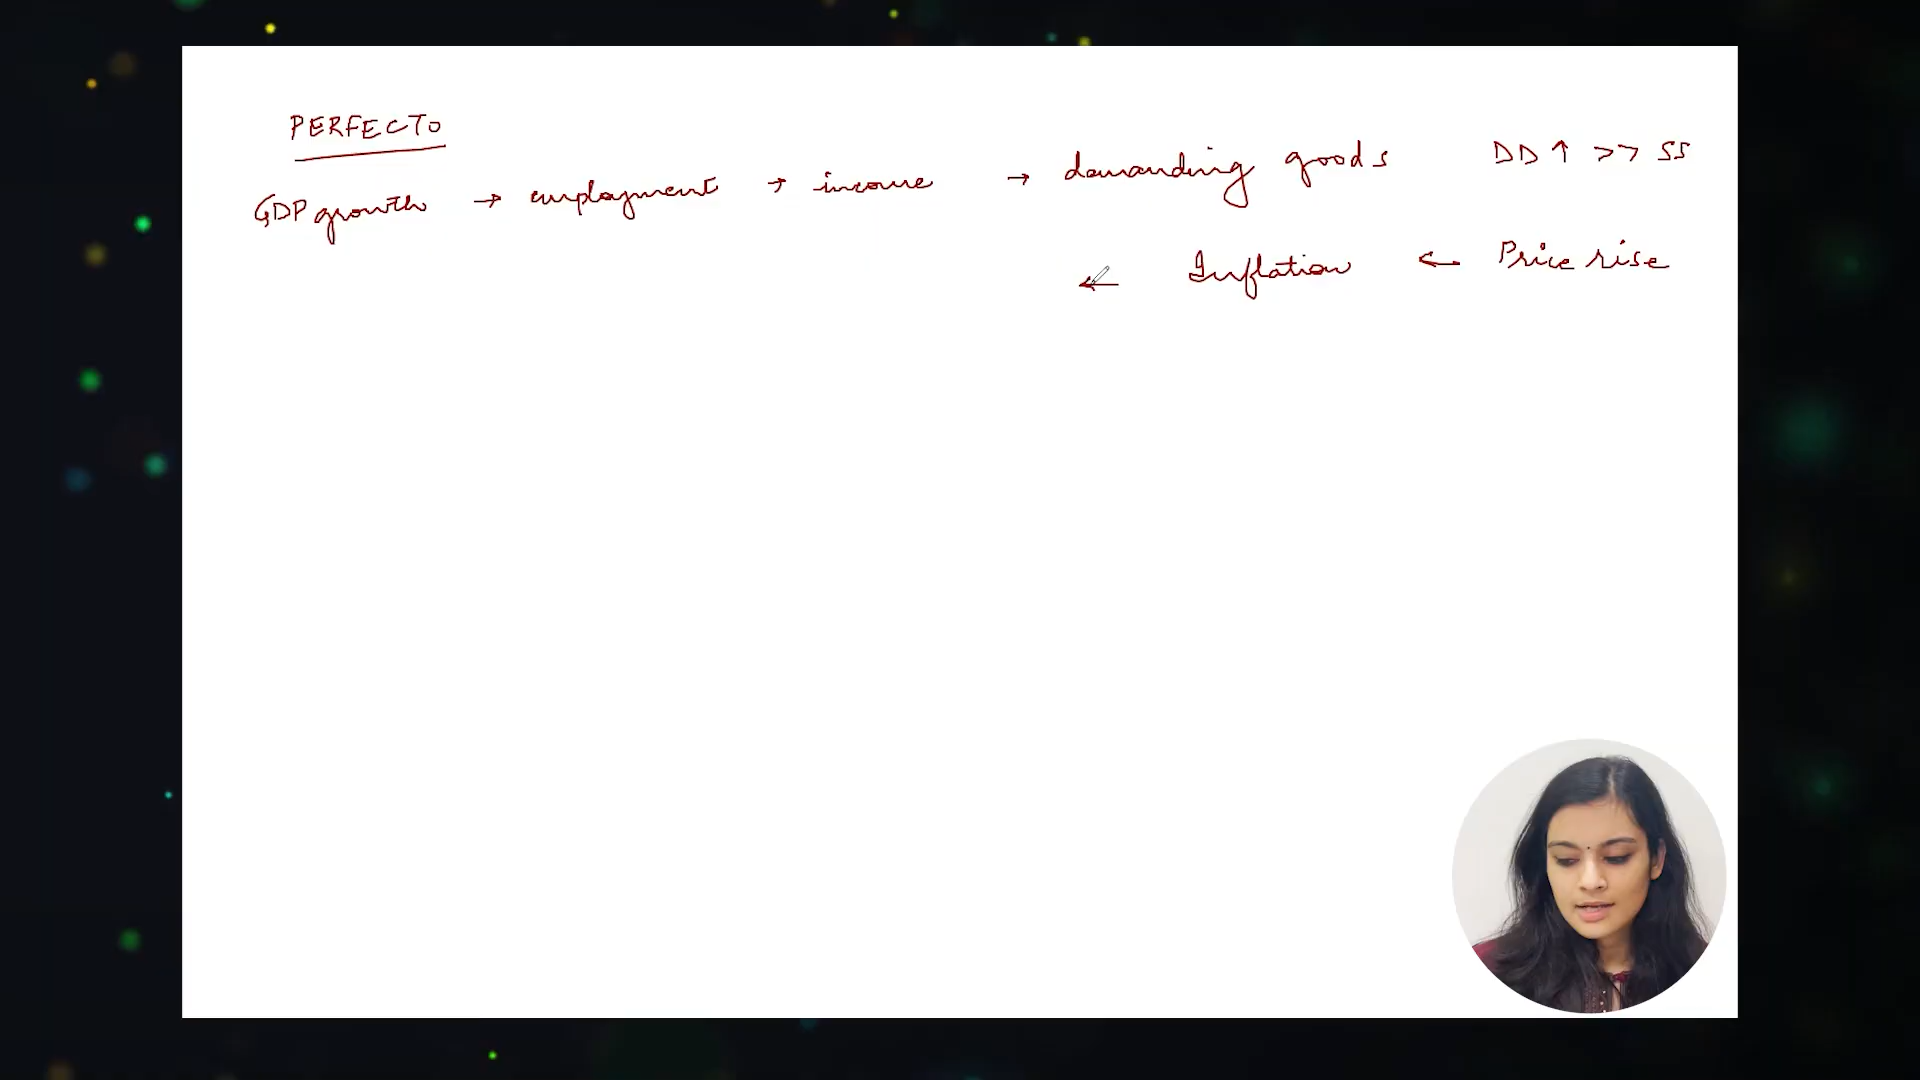 PERFECTO
GDP growth → employment → income → demanding goods DD ↑ >> SS
← Inflation ← Price rise